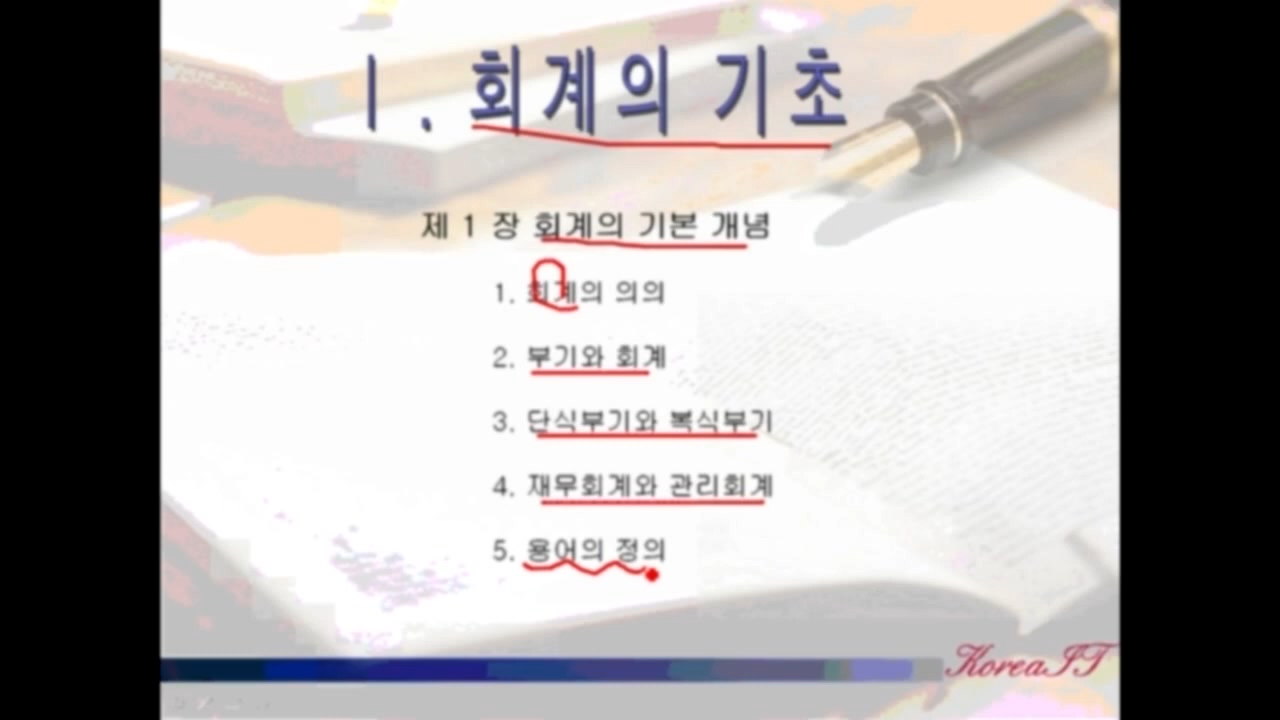 Ⅰ. 회계의 기초
제 1 장 회계의 기본 개념
1. 회계의 의의
2. 부기와 회계
3. 단식부기와 복식부기
4. 재무회계와 관리회계
5. 용어의 정의
KoreaIT